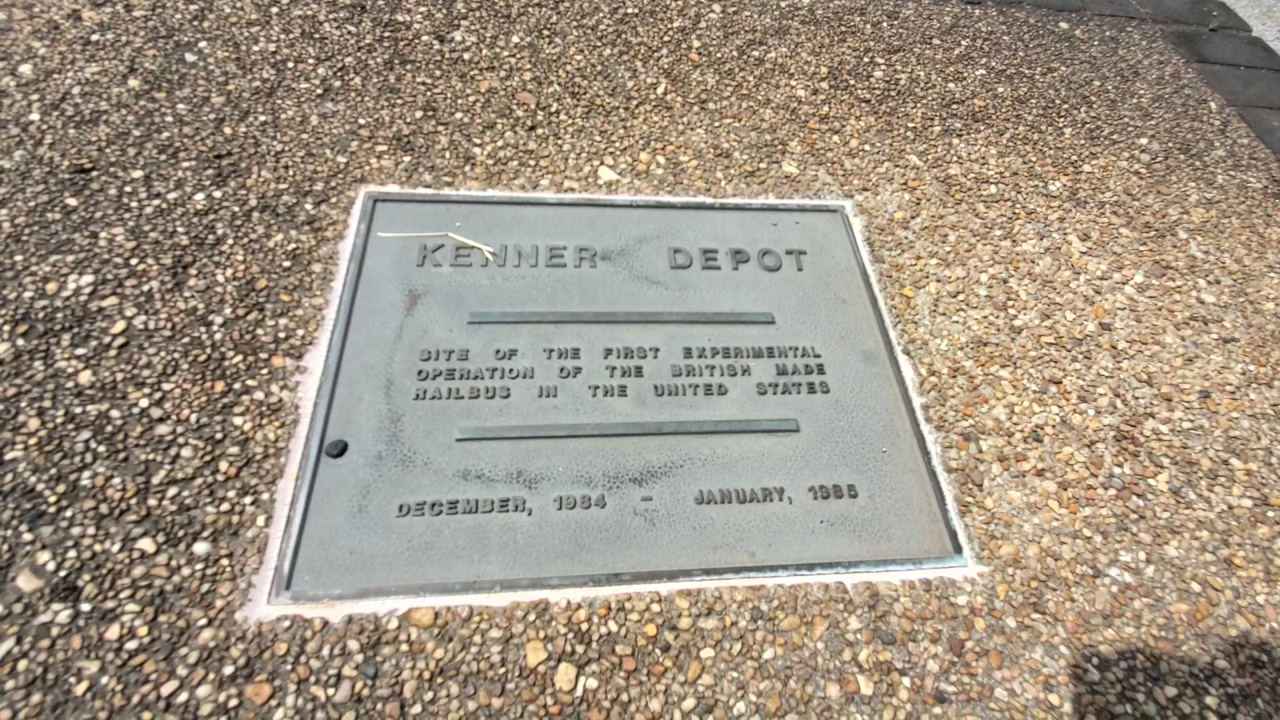 KENNER DEPOT
SITE OF THE FIRST EXPERIMENTAL
OPERATION OF THE BRITISH MADE
RAILBUS IN THE UNITED STATES
DECEMBER, 1984 - JANUARY, 1985